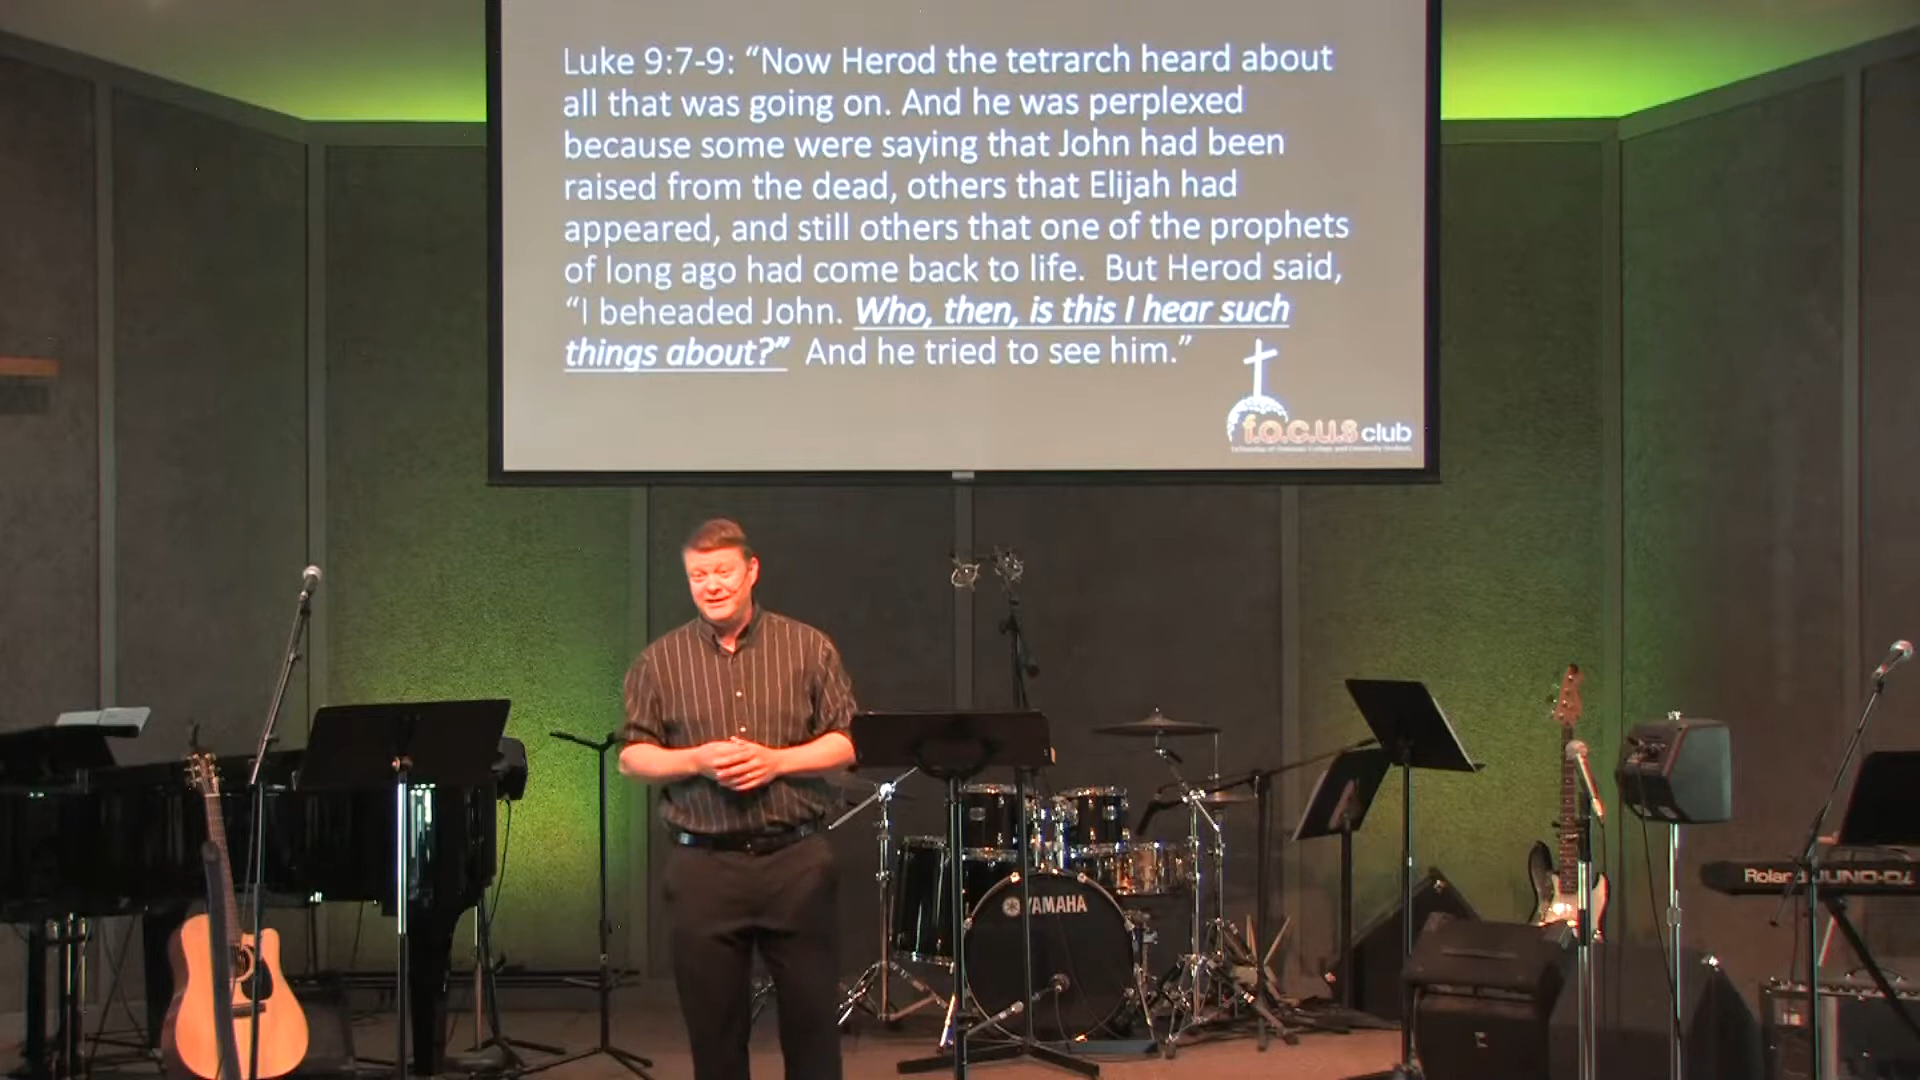 Luke 9:7-9: “Now Herod the tetrarch heard about
all that was going on. And he was perplexed
because some were saying that John had been
raised from the dead, others that Elijah had
appeared, and still others that one of the prophets
of long ago had come back to life.  But Herod said,
“I beheaded John. Who, then, is this I hear such
things about?”  And he tried to see him.”
f.o.c.u.s club
YAMAHA
Roland JUNO-Di